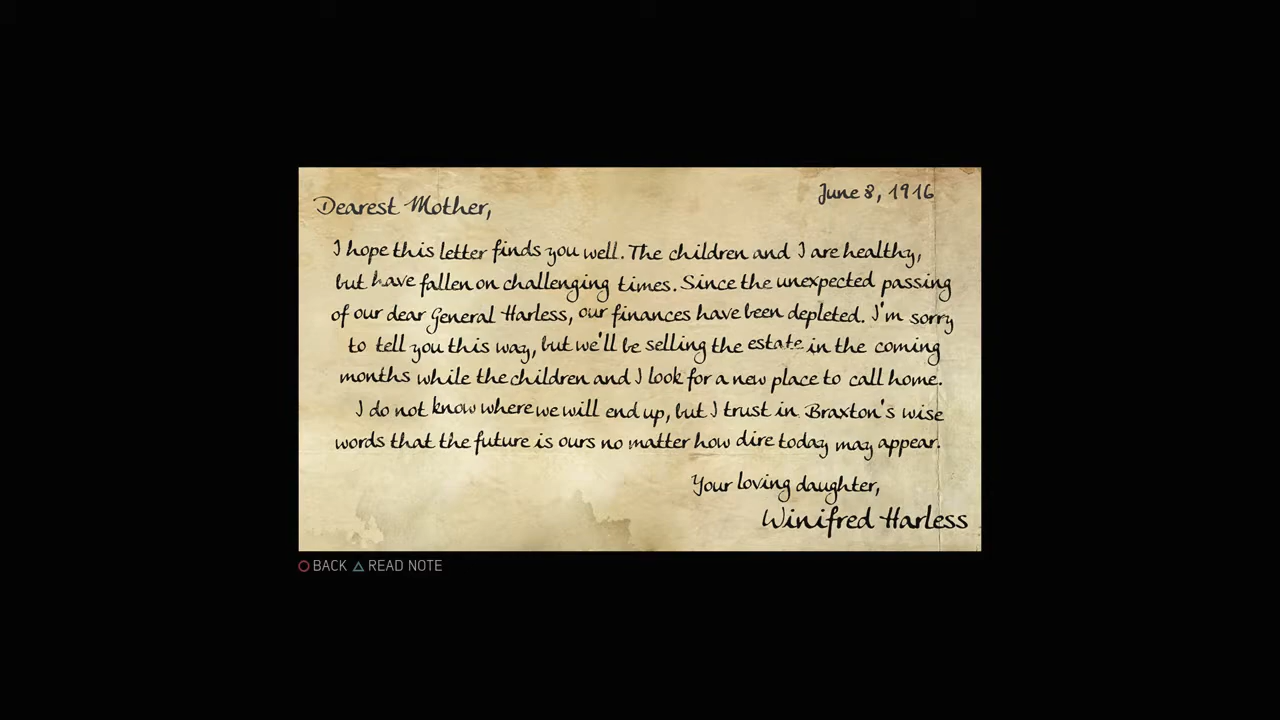 June 8, 1916
Dearest Mother,
I hope this letter finds you well. The children and I are healthy,
but have fallen on challenging times. Since the unexpected passing
of our dear General Harless, our finances have been depleted. I'm sorry
to tell you this way, but we'll be selling the estate in the coming
months while the children and I look for a new place to call home.
I do not know where we will end up, but I trust in Braxton's wise
words that the future is ours no matter how dire today may appear.
Your loving daughter,
Winifred Harless
BACK READ NOTE